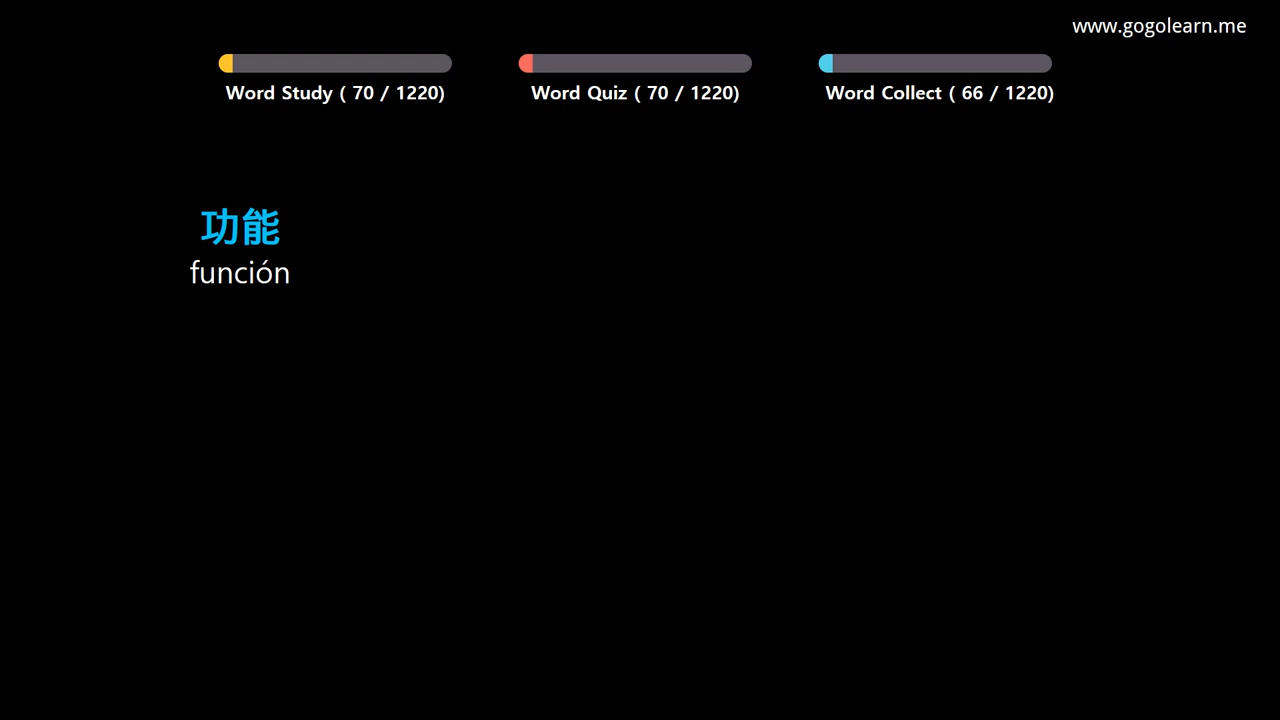 www.gogolearn.me
Word Study ( 70 / 1220)
Word Quiz ( 70 / 1220)
Word Collect ( 66 / 1220)
功能
función